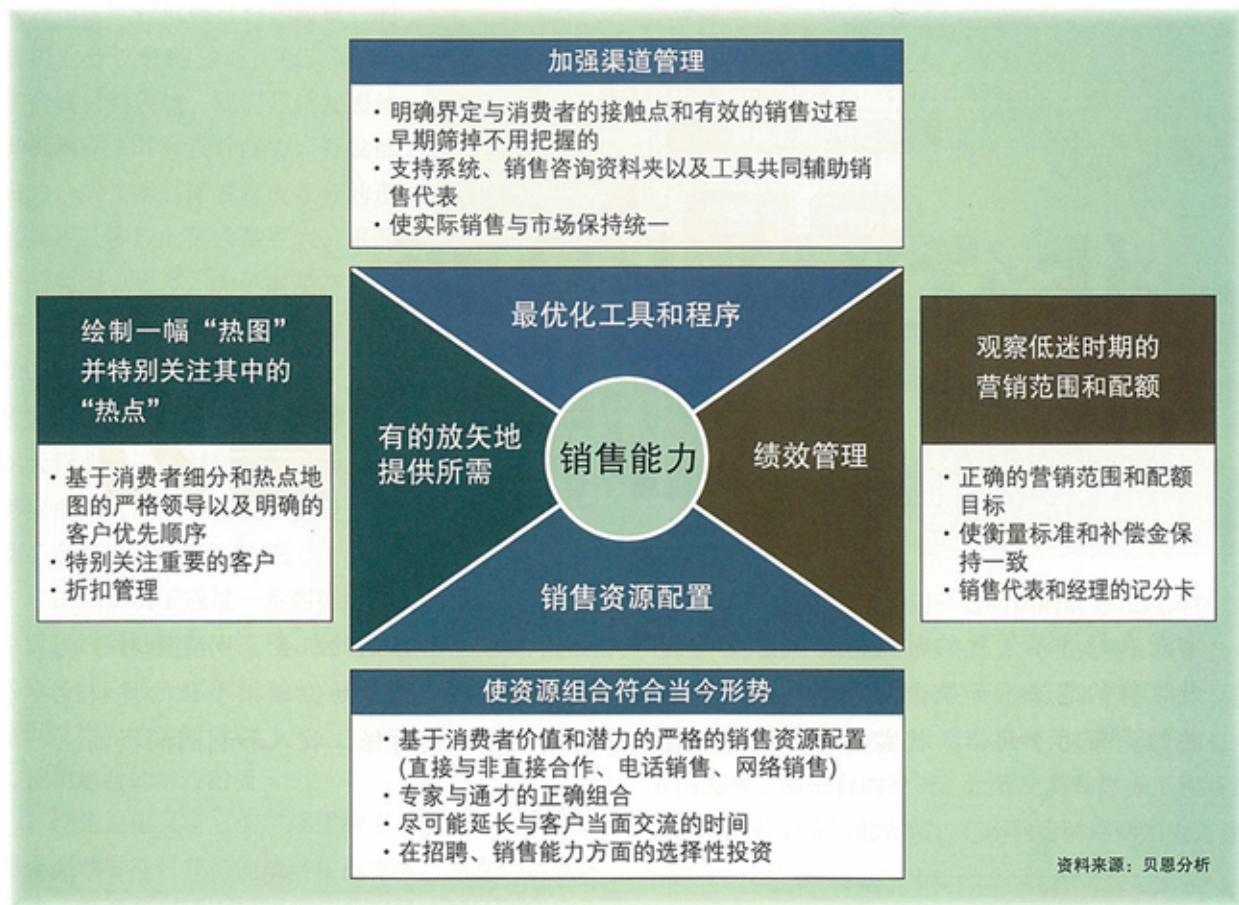 加强渠道管理
・明确界定与消费者的接触点和有效的销售过程
・早期筛掉不用把握的
・支持系统、销售咨询资料夹以及工具共同辅助销
售代表
・使实际销售与市场保持统一
绘制一幅“热图”
并特别关注其中的
“热点”
・基于消费者细分和热点地
图的严格领导以及明确的
客户优先顺序
・特别关注重要的客户
・折扣管理
最优化工具和程序
有的放矢地
提供所需
销售能力
绩效管理
销售资源配置
观察低迷时期的
营销范围和配额
・正确的营销范围和配额
目标
・使衡量标准和补偿金保
持一致
・销售代表和经理的记分卡
使资源组合符合当今形势
・基于消费者价值和潜力的严格的销售资源配置
(直接与非直接合作、电话销售、网络销售)
・专家与通才的正确组合
・尽可能延长与客户当面交流的时间
・在招聘、销售能力方面的选择性投资
资料来源：贝恩分析